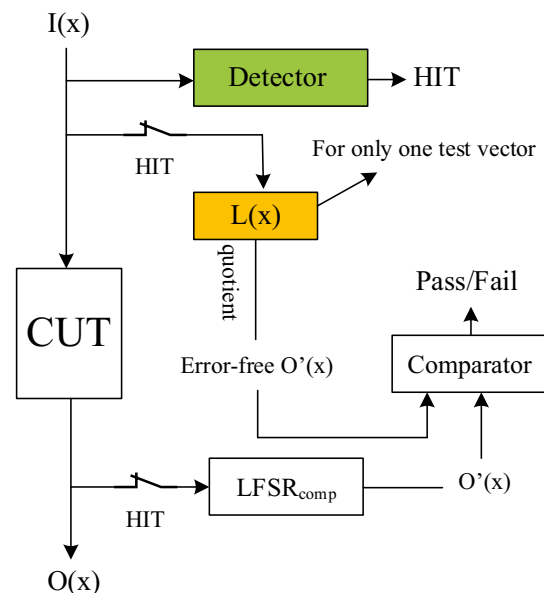 I(x)
Detector
HIT
HIT
For only one test vector
L(x)
quotient
CUT
Pass/Fail
Error-free O’(x)
Comparator
LFSRcomp
O’(x)
HIT
O(x)